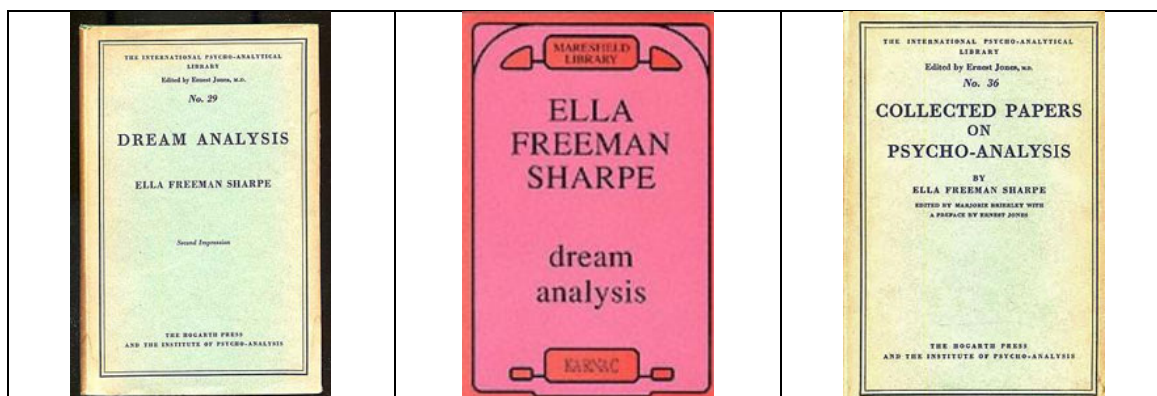 THE INTERNATIONAL PSYCHO-ANALYTICAL
LIBRARY
Edited by Ernest Jones, M.D.
No. 29
DREAM ANALYSIS
ELLA FREEMAN SHARPE
Second Impression
THE HOGARTH PRESS
AND THE INSTITUTE OF PSYCHO-ANALYSIS
MARESFIELD
LIBRARY
ELLA
FREEMAN
SHARPE
dream
analysis
KARNAC
THE INTERNATIONAL PSYCHO-ANALYTICAL
LIBRARY
Edited by Ernest Jones, M.D.
No. 36
COLLECTED PAPERS
ON
PSYCHO-ANALYSIS
BY
ELLA FREEMAN SHARPE
EDITED BY MARJORIE BRIERLEY WITH
A PREFACE BY ERNEST JONES
THE HOGARTH PRESS
AND THE INSTITUTE OF PSYCHO-ANALYSIS